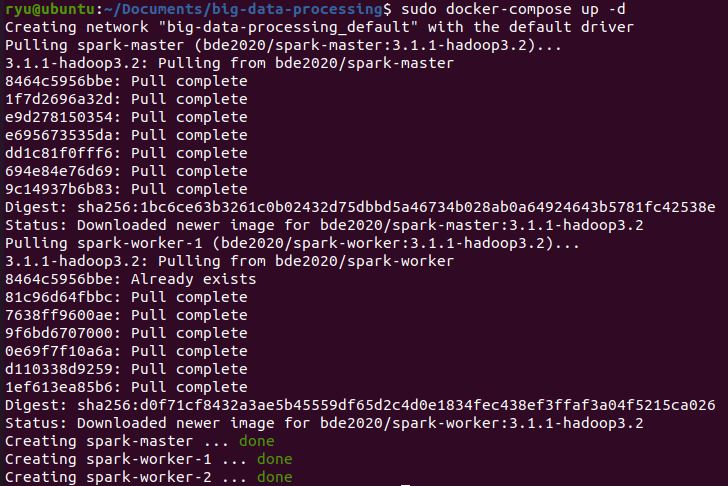 ryu@ubuntu:~/Documents/big-data-processing$ sudo docker-compose up -d
Creating network "big-data-processing_default" with the default driver
Pulling spark-master (bde2020/spark-master:3.1.1-hadoop3.2)...
3.1.1-hadoop3.2: Pulling from bde2020/spark-master
8464c5956bbe: Pull complete
1f7d2696a32d: Pull complete
e9d278150354: Pull complete
e695673535da: Pull complete
dd1c81f0fff6: Pull complete
694e84e76d69: Pull complete
9c14937b6b83: Pull complete
Digest: sha256:1bc6ce63b3261c0b02432d75dbbd5a46734b028ab0a64924643b5781fc42538e
Status: Downloaded newer image for bde2020/spark-master:3.1.1-hadoop3.2
Pulling spark-worker-1 (bde2020/spark-worker:3.1.1-hadoop3.2)...
3.1.1-hadoop3.2: Pulling from bde2020/spark-worker
8464c5956bbe: Already exists
81c96d64fbbc: Pull complete
7638ff9600ae: Pull complete
9f6bd6707000: Pull complete
0e69f7f10a6a: Pull complete
d110338d9259: Pull complete
1ef613ea85b6: Pull complete
Digest: sha256:d0f71cf8432a3ae5b45559df65d2c4d0e1834fec438ef3ffaf3a04f5215ca026
Status: Downloaded newer image for bde2020/spark-worker:3.1.1-hadoop3.2
Creating spark-master ... done
Creating spark-worker-1 ... done
Creating spark-worker-2 ... done